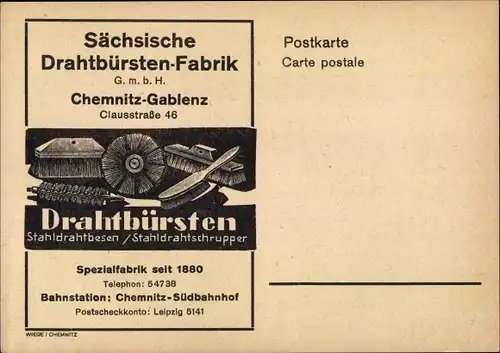 Sächsische
Drahtbürsten-Fabrik
G. m. b. H.
Chemnitz-Gablenz
Clausstraße 46
Drahtbürsten
Stahldrahtbesen / Stahldrahtschrupper
Spezialfabrik seit 1880
Telephon: 54738
Bahnstation: Chemnitz-Südbahnhof
Postscheckkonto: Leipzig 5141
WIEDE / CHEMNITZ
Postkarte
Carte postale